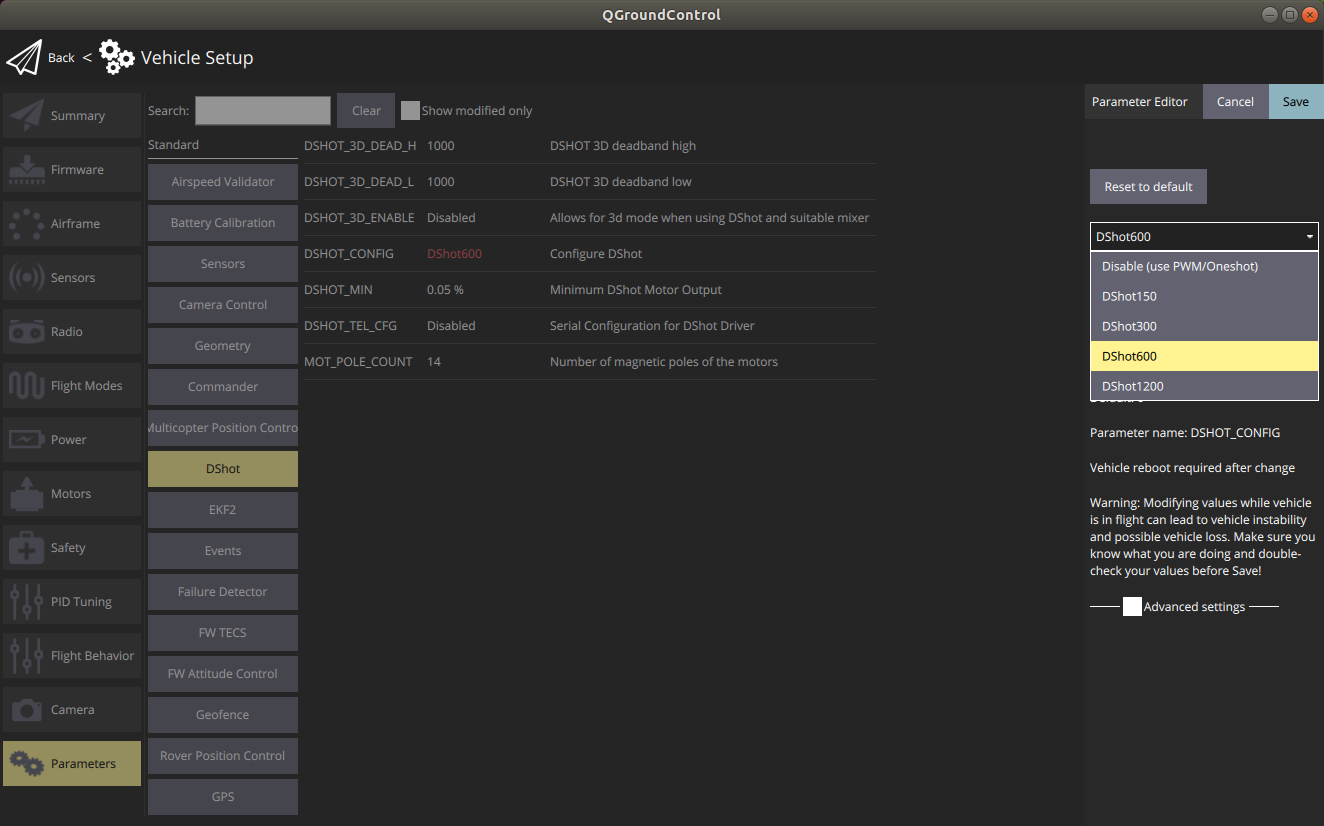 QGroundControl
Back < Vehicle Setup
Summary
Firmware
Airframe
Sensors
Radio
Flight Modes
Power
Motors
Safety
PID Tuning
Flight Behavior
Camera
Parameters
Search: Clear Show modified only
Standard
Airspeed Validator
Battery Calibration
Sensors
Camera Control
Geometry
Commander
Multicopter Position Contro
DShot
EKF2
Events
Failure Detector
FW TECS
FW Attitude Control
Geofence
Rover Position Control
GPS
DSHOT_3D_DEAD_H 1000 DSHOT 3D deadband high
DSHOT_3D_DEAD_L 1000 DSHOT 3D deadband low
DSHOT_3D_ENABLE Disabled Allows for 3d mode when using DShot and suitable mixer
DSHOT_CONFIG DShot600 Configure DShot
DSHOT_MIN 0.05 % Minimum DShot Motor Output
DSHOT_TEL_CFG Disabled Serial Configuration for DShot Driver
MOT_POLE_COUNT 14 Number of magnetic poles of the motors
Parameter Editor Cancel Save
Reset to default
DShot600
Disable (use PWM/Oneshot)
DShot150
DShot300
DShot600
DShot1200
Parameter name: DSHOT_CONFIG
Vehicle reboot required after change
Warning: Modifying values while vehicle
is in flight can lead to vehicle instability
and possible vehicle loss. Make sure you
know what you are doing and double-
check your values before Save!
Advanced settings